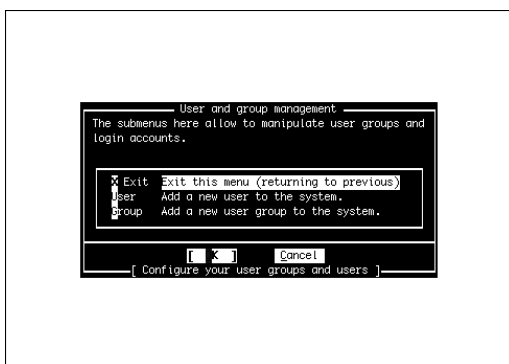 User and group management
The submenus here allow to manipulate user groups and
login accounts.
X Exit Exit this menu (returning to previous)
User Add a new user to the system.
Group Add a new user group to the system.
[ K ] Cancel
[ Configure your user groups and users ]